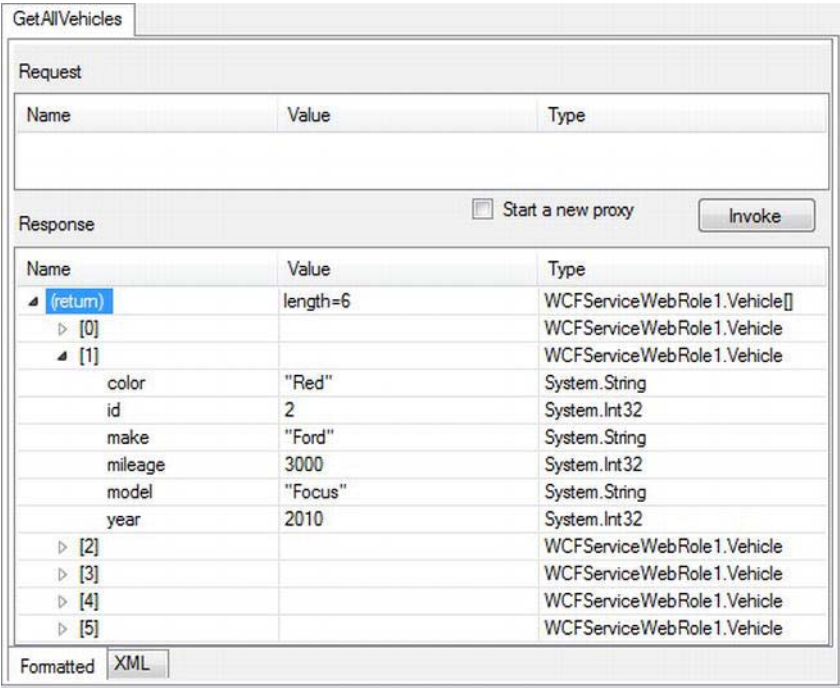 GetAllVehicles
Request
Name Value Type
Start a new proxy Invoke
Response
Name Value Type
(return) length=6 WCFServiceWebRole1.Vehicle[]
[0] WCFServiceWebRole1.Vehicle
[1] WCFServiceWebRole1.Vehicle
color "Red" System.String
id 2 System.Int32
make "Ford" System.String
mileage 3000 System.Int32
model "Focus" System.String
year 2010 System.Int32
[2] WCFServiceWebRole1.Vehicle
[3] WCFServiceWebRole1.Vehicle
[4] WCFServiceWebRole1.Vehicle
[5] WCFServiceWebRole1.Vehicle
Formatted XML